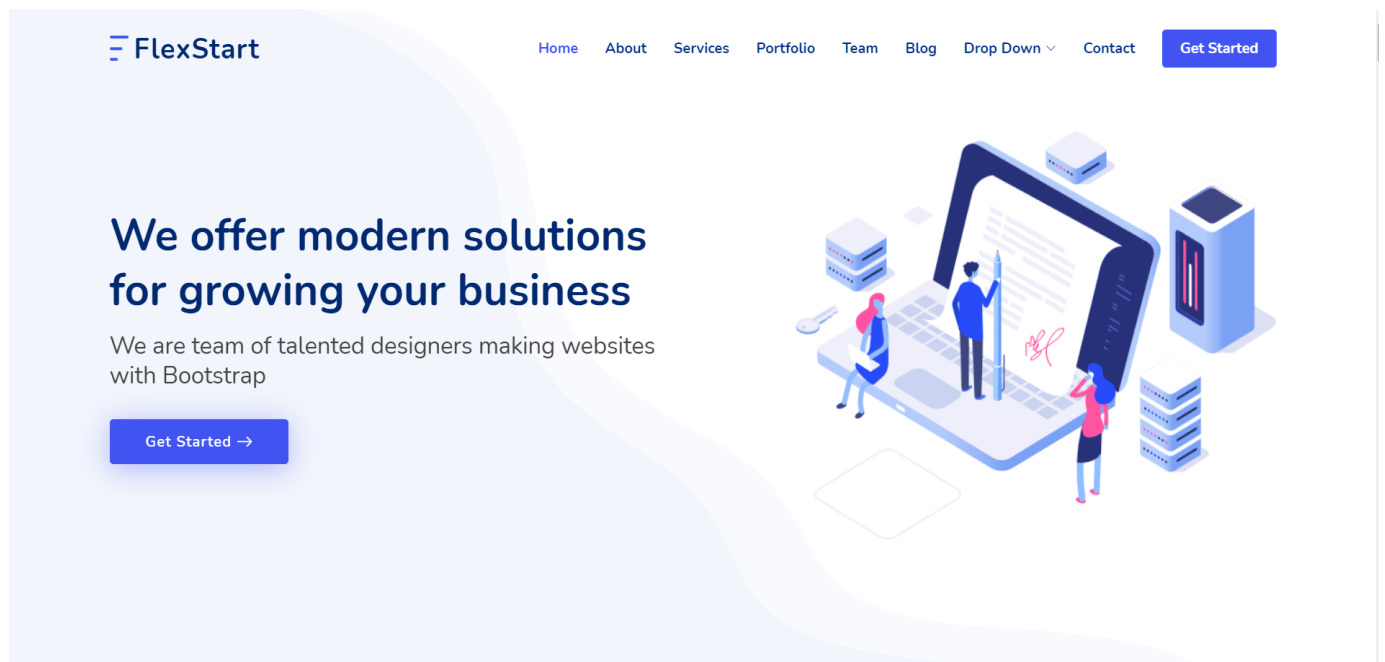 FlexStart
Home About Services Portfolio Team Blog Drop Down Contact Get Started
We offer modern solutions
for growing your business
We are team of talented designers making websites
with Bootstrap
Get Started →